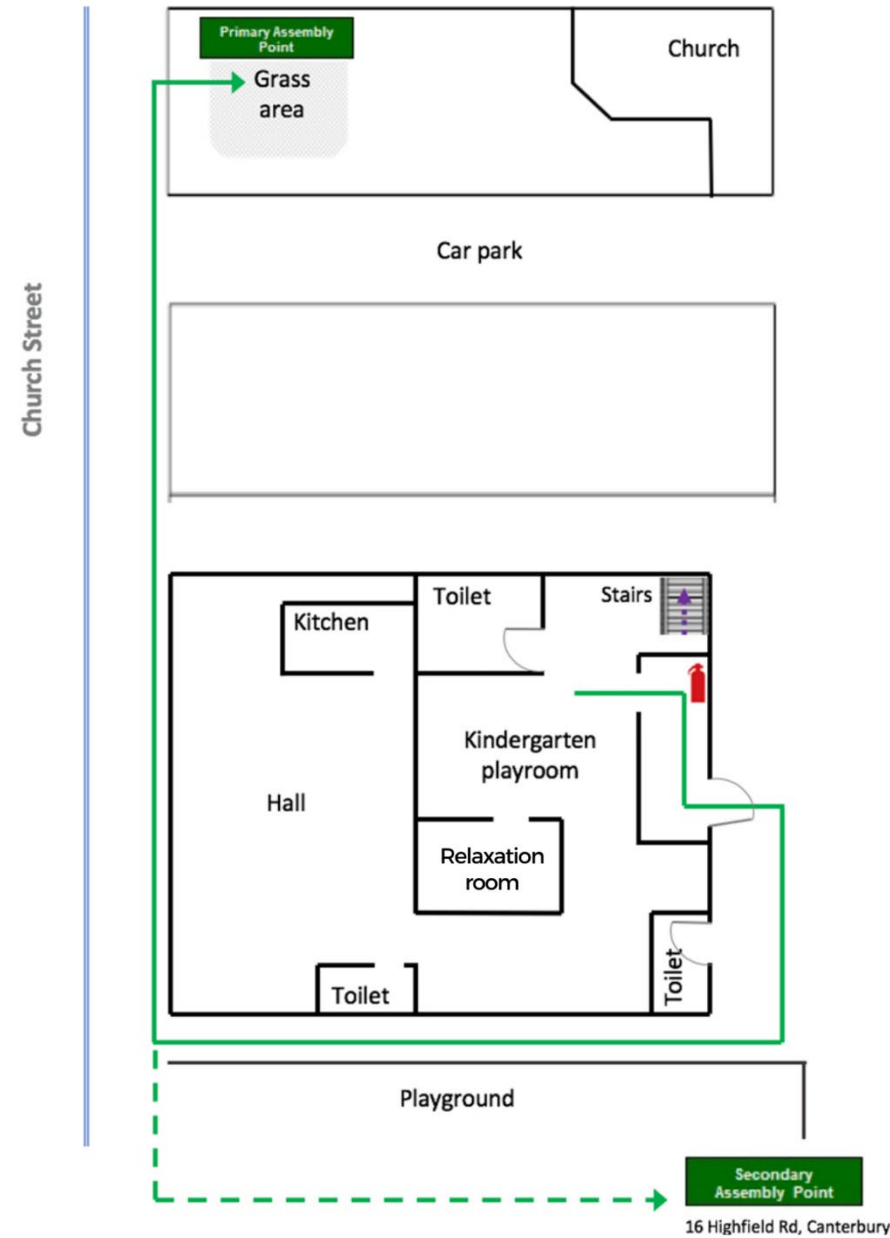 Primary Assembly
Point
Grass
area
Church
Car park
Church Street
Toilet
Stairs
Kitchen
Kindergarten
playroom
Hall
Relaxation
room
Toilet
Toilet
Playground
Secondary
Assembly Point
16 Highfield Rd, Canterbury